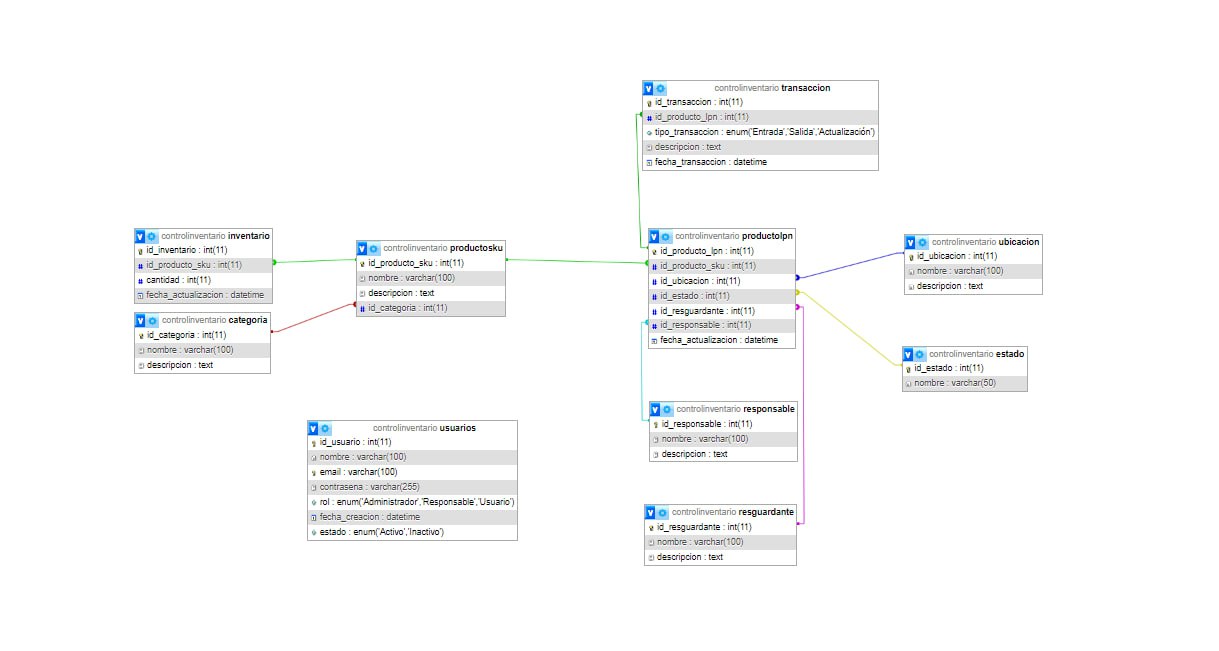 controlinventario transaccion
id_transaccion : int(11)
id_producto_lpn : int(11)
tipo_transaccion : enum('Entrada','Salida','Actualización')
descripcion : text
fecha_transaccion : datetime
controlinventario inventario
id_inventario : int(11)
id_producto_sku : int(11)
cantidad : int(11)
fecha_actualizacion : datetime
controlinventario productosku
id_producto_sku : int(11)
nombre : varchar(100)
descripcion : text
id_categoria : int(11)
controlinventario productolpn
id_producto_lpn : int(11)
id_producto_sku : int(11)
id_ubicacion : int(11)
id_estado : int(11)
id_resguardante : int(11)
id_responsable : int(11)
fecha_actualizacion : datetime
controlinventario ubicacion
id_ubicacion : int(11)
nombre : varchar(100)
descripcion : text
controlinventario categoria
id_categoria : int(11)
nombre : varchar(100)
descripcion : text
controlinventario estado
id_estado : int(11)
nombre : varchar(50)
controlinventario usuarios
id_usuario : int(11)
nombre : varchar(100)
email : varchar(100)
contrasena : varchar(255)
rol : enum('Administrador','Responsable','Usuario')
fecha_creacion : datetime
estado : enum('Activo','Inactivo')
controlinventario responsable
id_responsable : int(11)
nombre : varchar(100)
descripcion : text
controlinventario resguardante
id_resguardante : int(11)
nombre : varchar(100)
descripcion : text